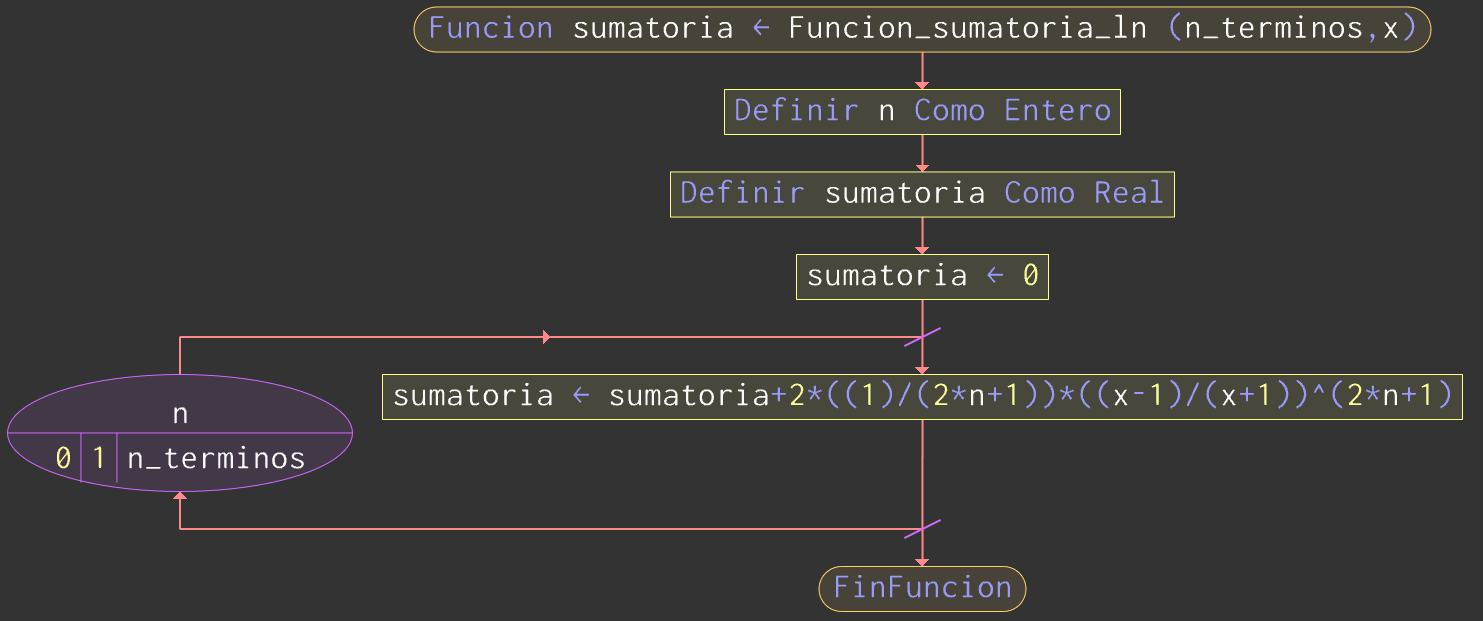 Funcion sumatoria ← Funcion_sumatoria_ln (n_terminos,x)
Definir n Como Entero
Definir sumatoria Como Real
sumatoria ← 0
sumatoria ← sumatoria+2*((1)/(2*n+1))*((x-1)/(x+1))^(2*n+1)
n
0 1 n_terminos
FinFuncion